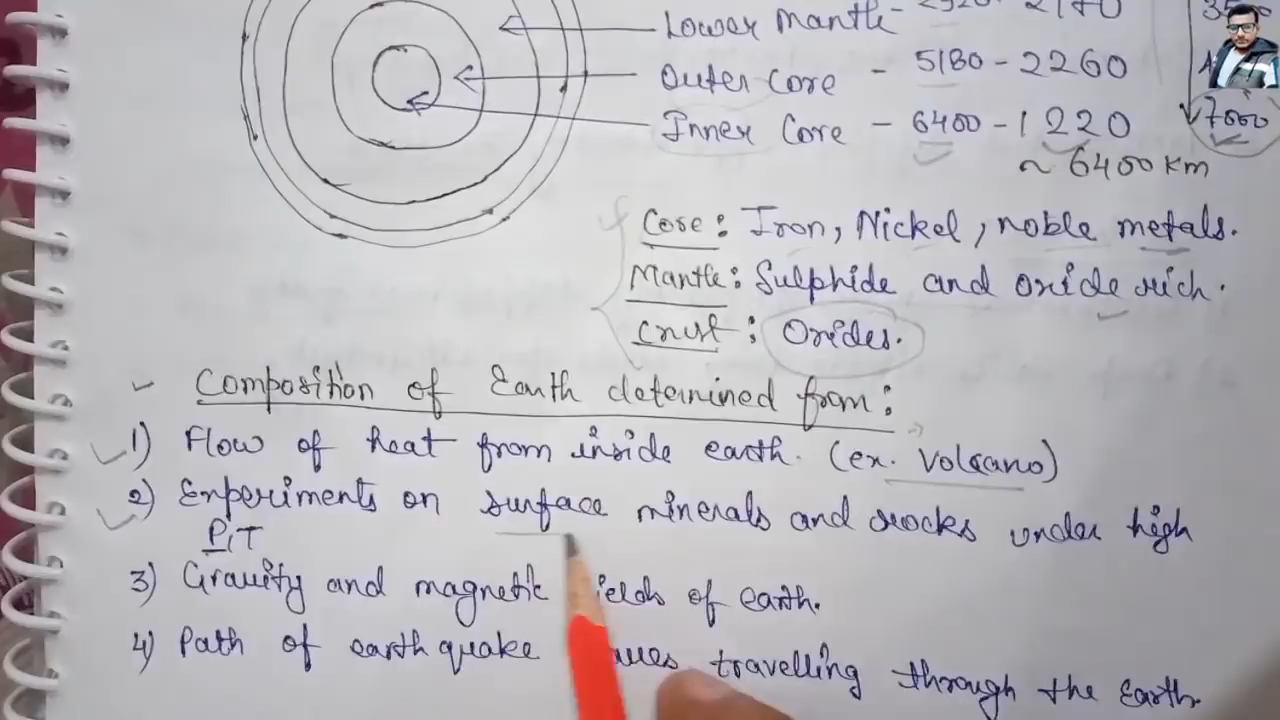 Lower Mantle -
Outer Core - 5180 - 2260
Inner Core - 6400 - 1220
7000
~ 6400 Km
Core: Iron, Nickel, noble metals.
Mantle: Sulphide and oxide rich.
Crust: Oxides.
Composition of Earth determined from:
1) Flow of heat from inside earth. (ex. Volcano)
2) Experiments on surface minerals and rocks under high
P,T
3) Gravity and magnetic ields of earth.
4) Path of earthquake aves travelling through the Earth.